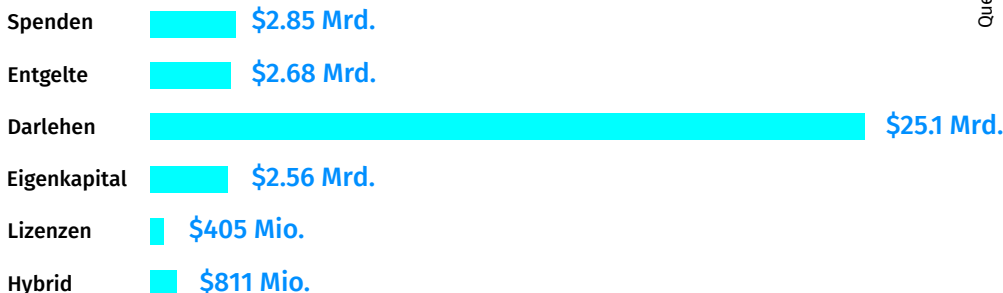 Spenden $2.85 Mrd.
Entgelte $2.68 Mrd.
Darlehen $25.1 Mrd.
Eigenkapital $2.56 Mrd.
Lizenzen $405 Mio.
Hybrid $811 Mio.